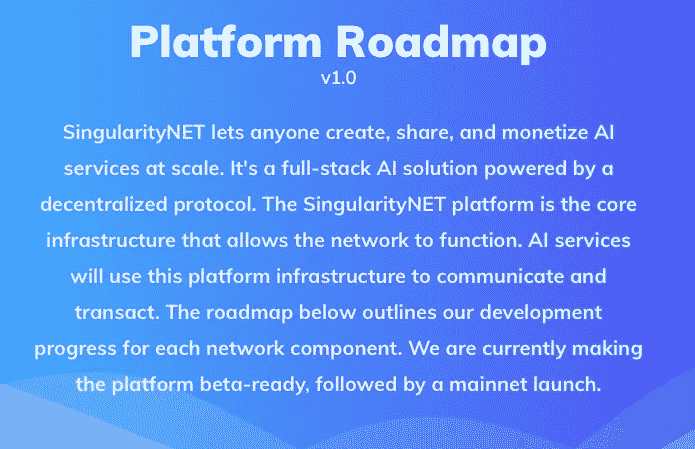 Platform Roadmap
v1.0
SingularityNET lets anyone create, share, and monetize AI
services at scale. It's a full-stack AI solution powered by a
decentralized protocol. The SingularityNET platform is the core
infrastructure that allows the network to function. AI services
will use this platform infrastructure to communicate and
transact. The roadmap below outlines our development
progress for each network component. We are currently making
the platform beta-ready, followed by a mainnet launch.